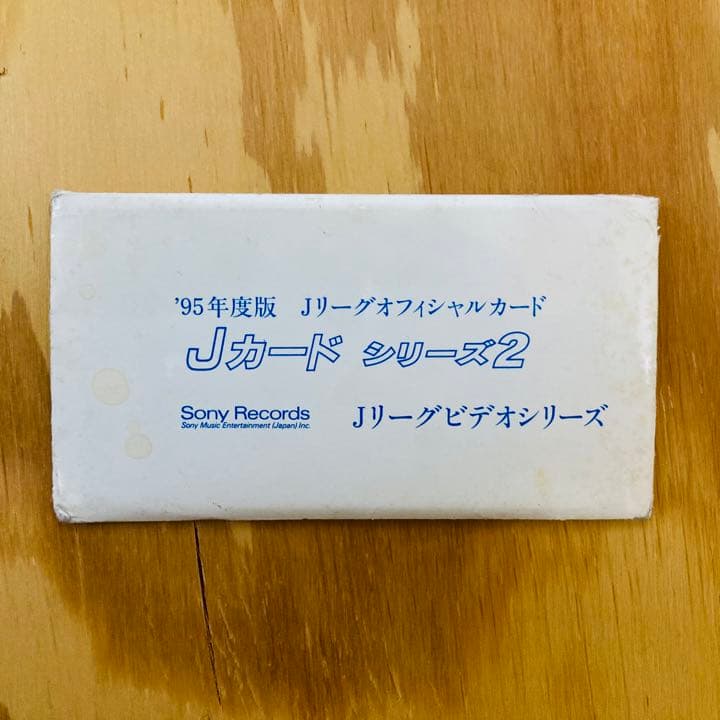 '95年度版 Jリーグオフィシャルカード
Jカード シリーズ2
Sony Records
Sony Music Entertainment (Japan) Inc.
Jリーグビデオシリーズ